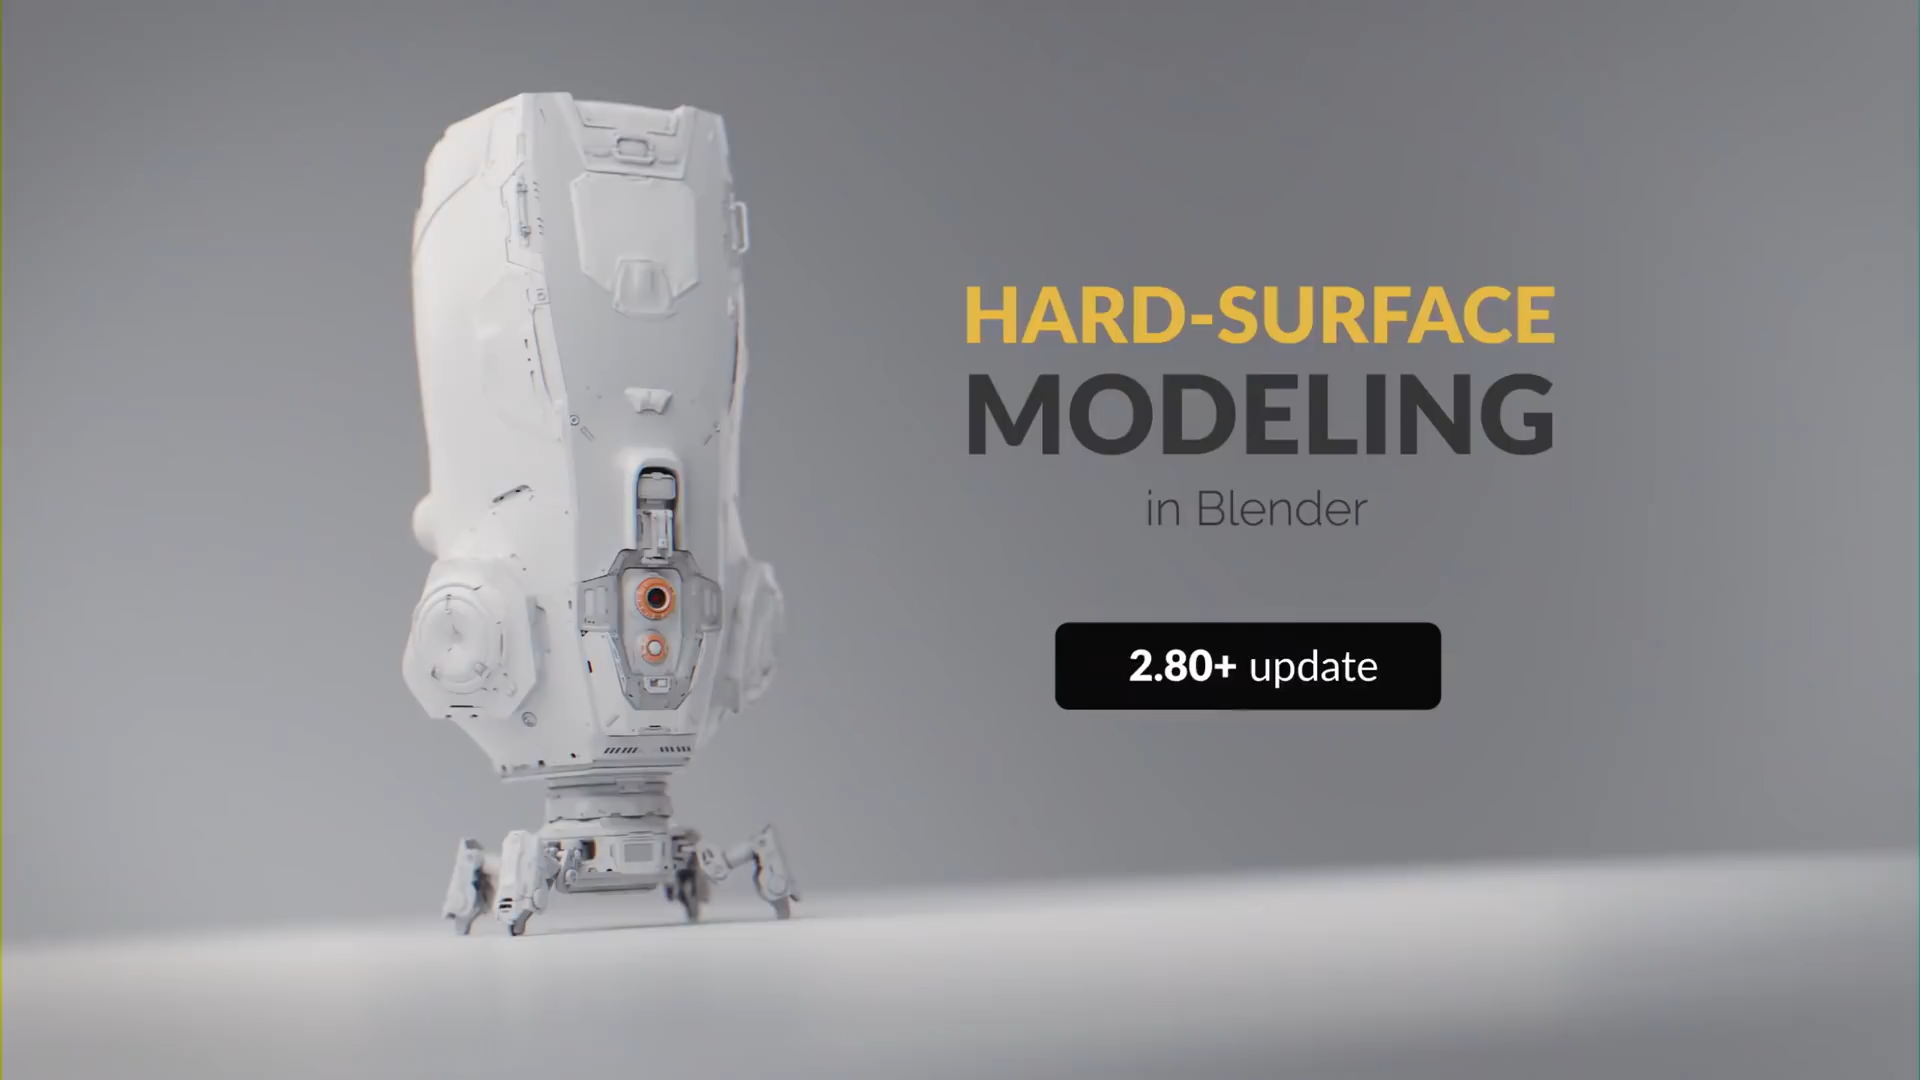 HARD-SURFACE
MODELING
in Blender
2.80+ update